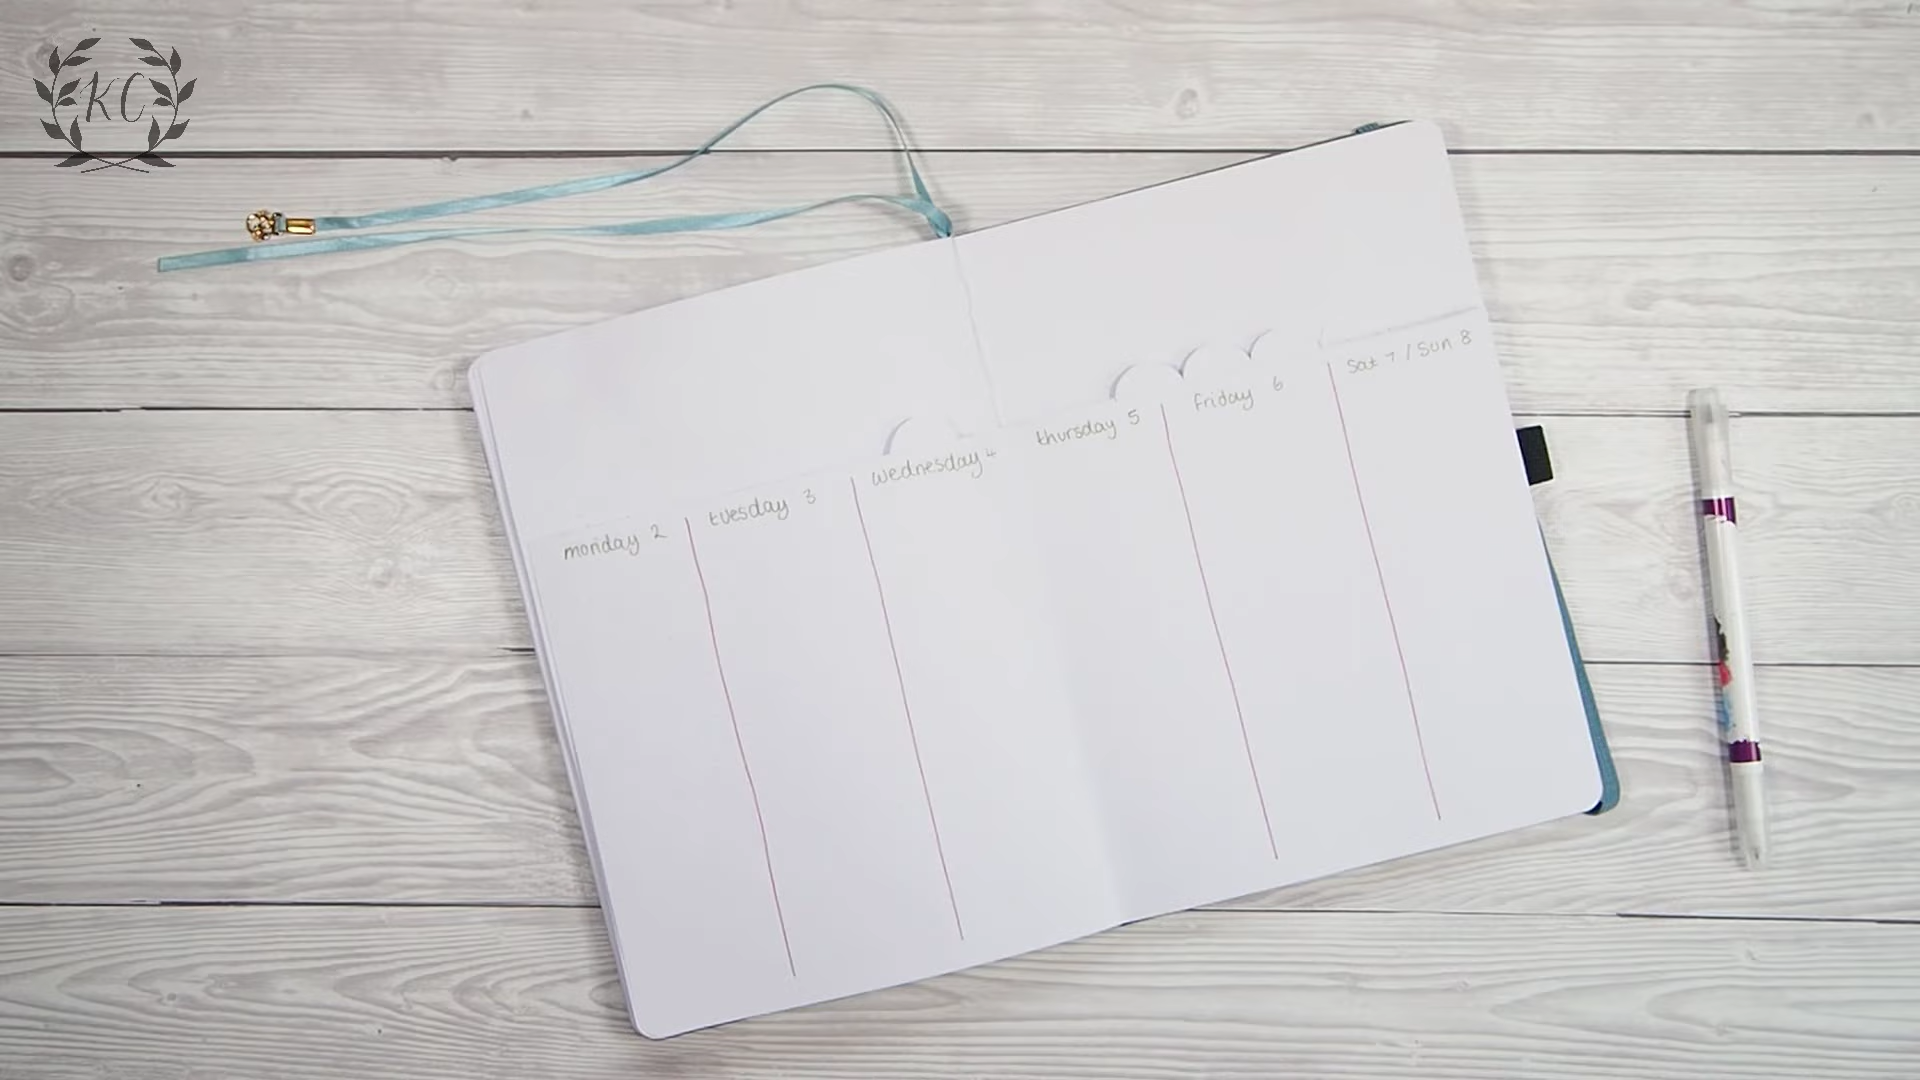 KC
monday 2
tuesday 3
wednesday 4
thursday 5
friday 6
Sat 7 / Sun 8